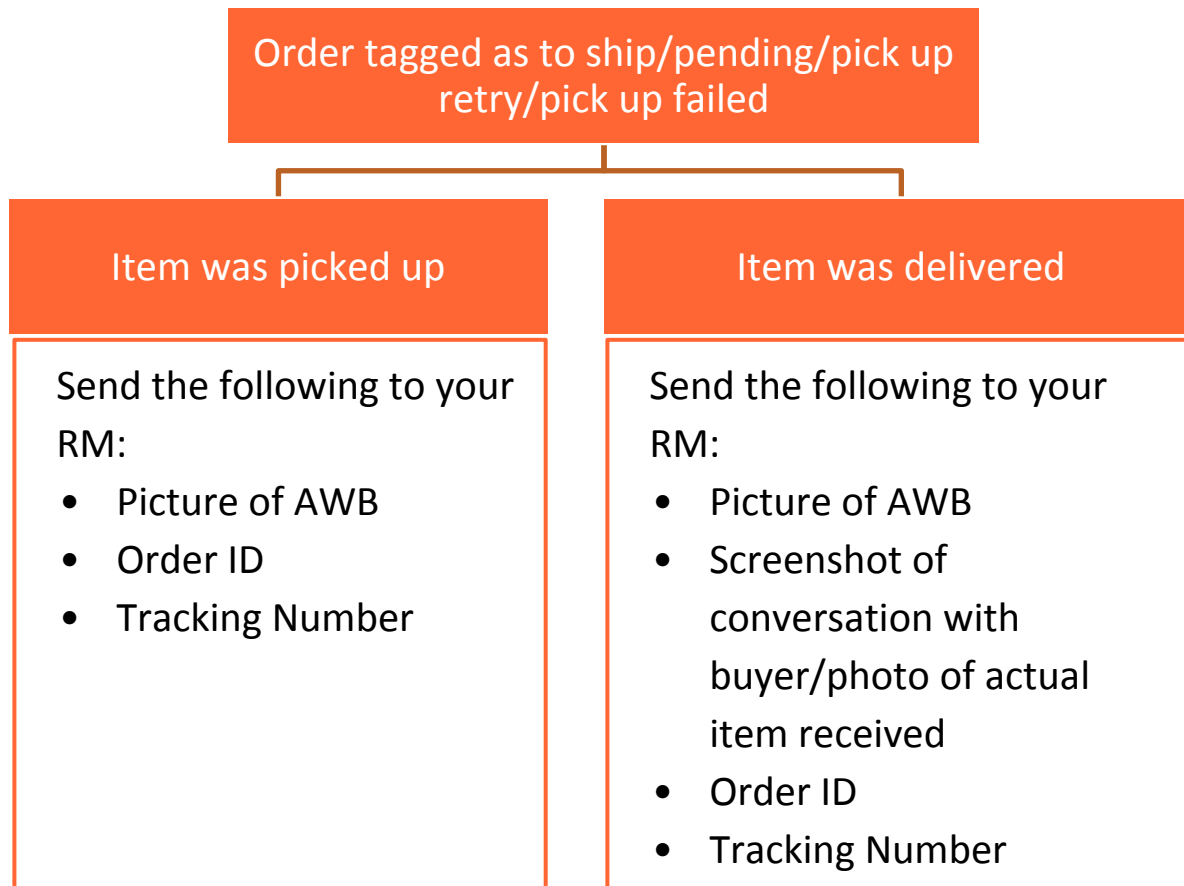 Order tagged as to ship/pending/pick up
retry/pick up failed
Item was picked up
Send the following to your
RM:
• Picture of AWB
• Order ID
• Tracking Number
Item was delivered
Send the following to your
RM:
• Picture of AWB
• Screenshot of
conversation with
buyer/photo of actual
item received
• Order ID
• Tracking Number